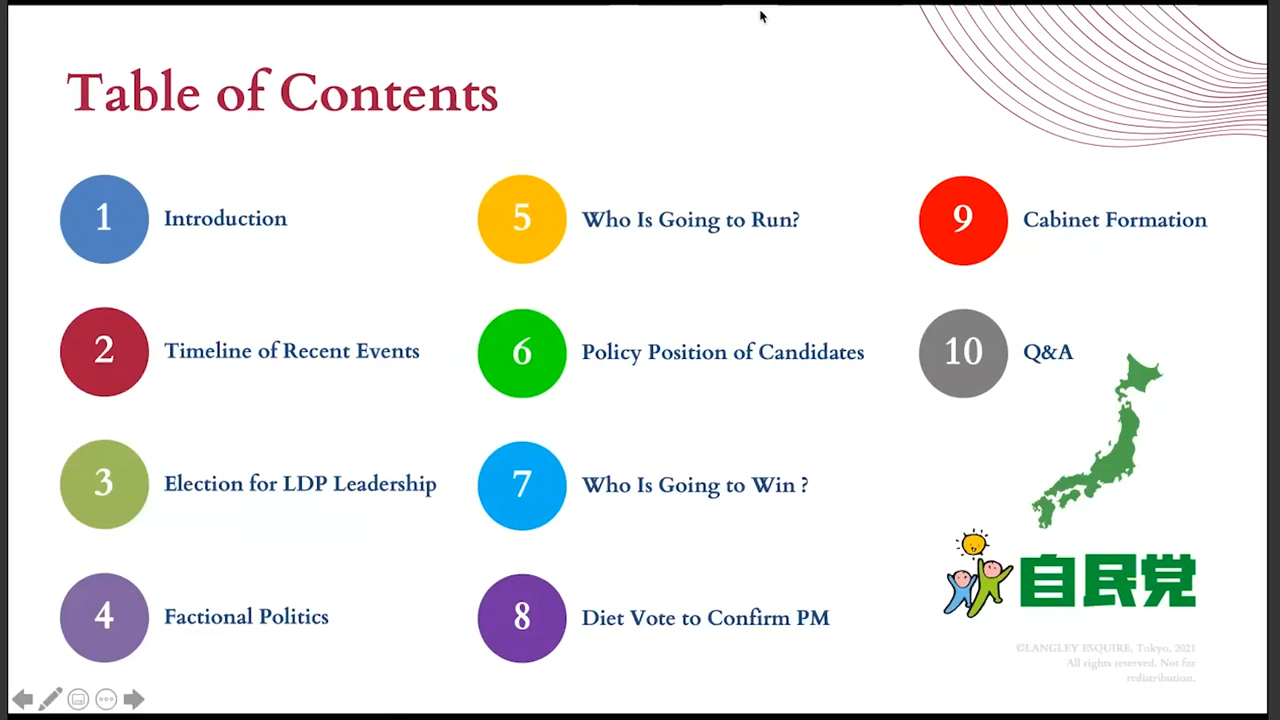 Table of Contents
1 Introduction
2 Timeline of Recent Events
3 Election for LDP Leadership
4 Factional Politics
5 Who Is Going to Run?
6 Policy Position of Candidates
7 Who Is Going to Win ?
8 Diet Vote to Confirm PM
9 Cabinet Formation
10 Q&A
自民党
©LANGLEY ESQUIRE, Tokyo, 2021
All rights reserved. Not for
redistribution.